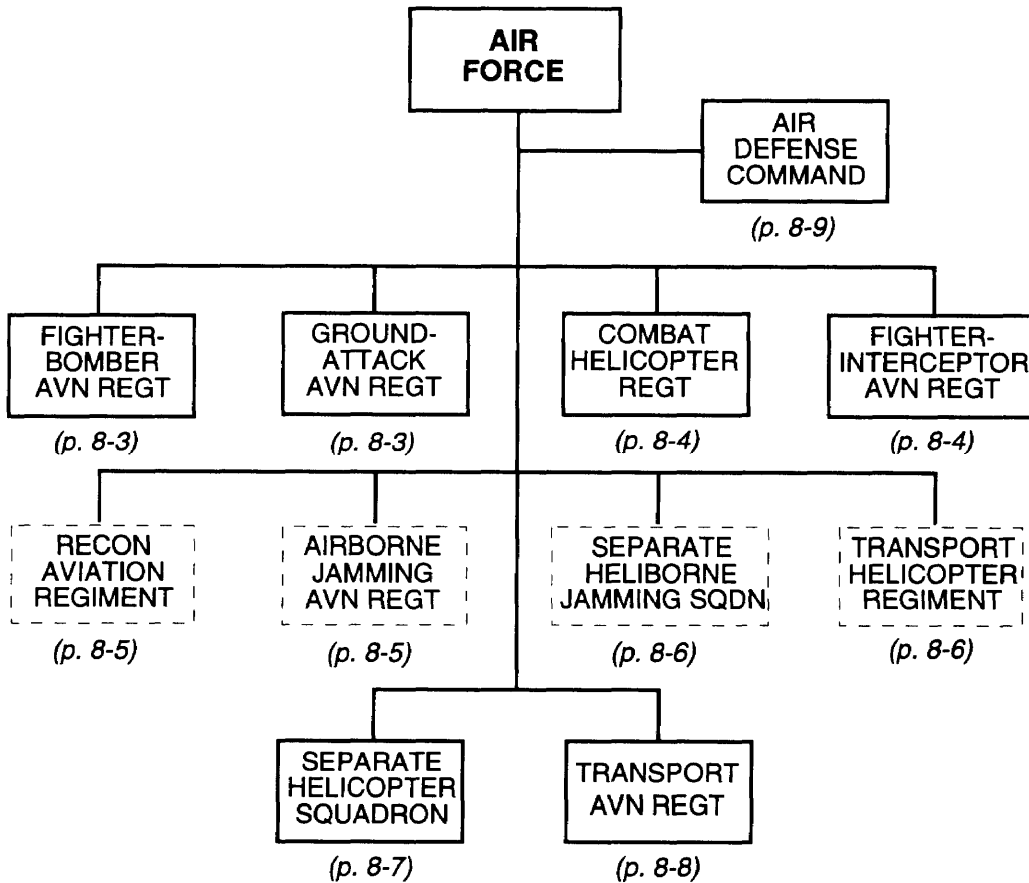 AIR
FORCE
AIR
DEFENSE
COMMAND
(p. 8-9)
FIGHTER-
BOMBER
AVN REGT
(p. 8-3)
GROUND-
ATTACK
AVN REGT
(p. 8-3)
COMBAT
HELICOPTER
REGT
(p. 8-4)
FIGHTER-
INTERCEPTOR
AVN REGT
(p. 8-4)
RECON
AVIATION
REGIMENT
(p. 8-5)
AIRBORNE
JAMMING
AVN REGT
(p. 8-5)
SEPARATE
HELIBORNE
JAMMING SQDN
(p. 8-6)
TRANSPORT
HELICOPTER
REGIMENT
(p. 8-6)
SEPARATE
HELICOPTER
SQUADRON
(p. 8-7)
TRANSPORT
AVN REGT
(p. 8-8)